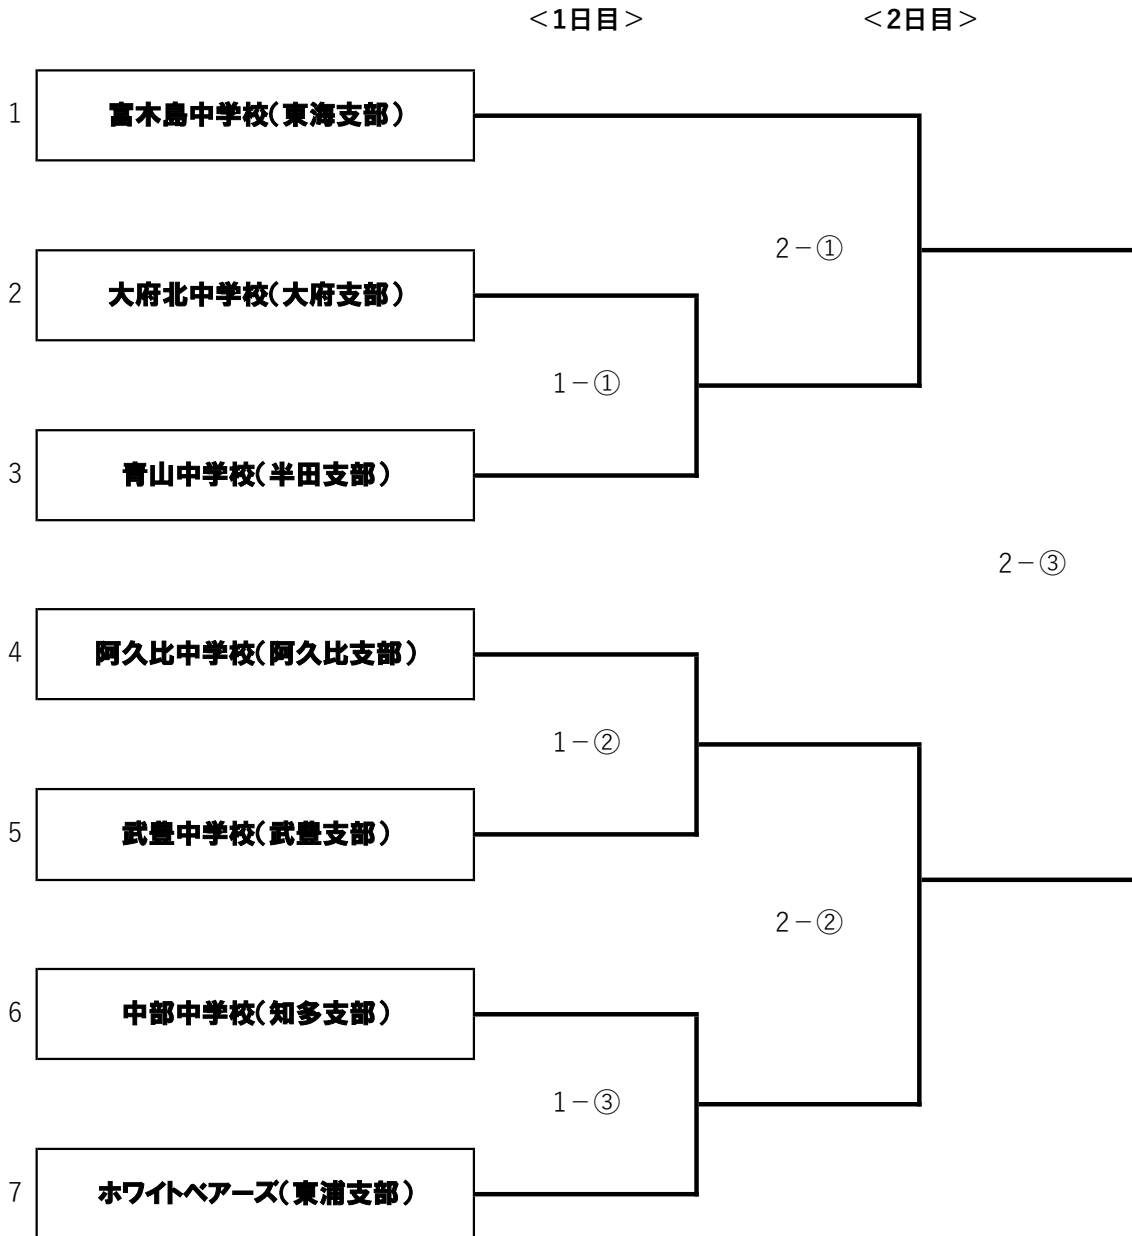 ＜1日目＞ ＜2日目＞
1 富木島中学校（東海支部）
2－①
2 大府北中学校（大府支部）
1－①
3 青山中学校（半田支部）
2－③
4 阿久比中学校（阿久比支部）
1－②
5 武豊中学校（武豊支部）
2－②
6 中部中学校（知多支部）
1－③
7 ホワイトベアーズ（東浦支部）